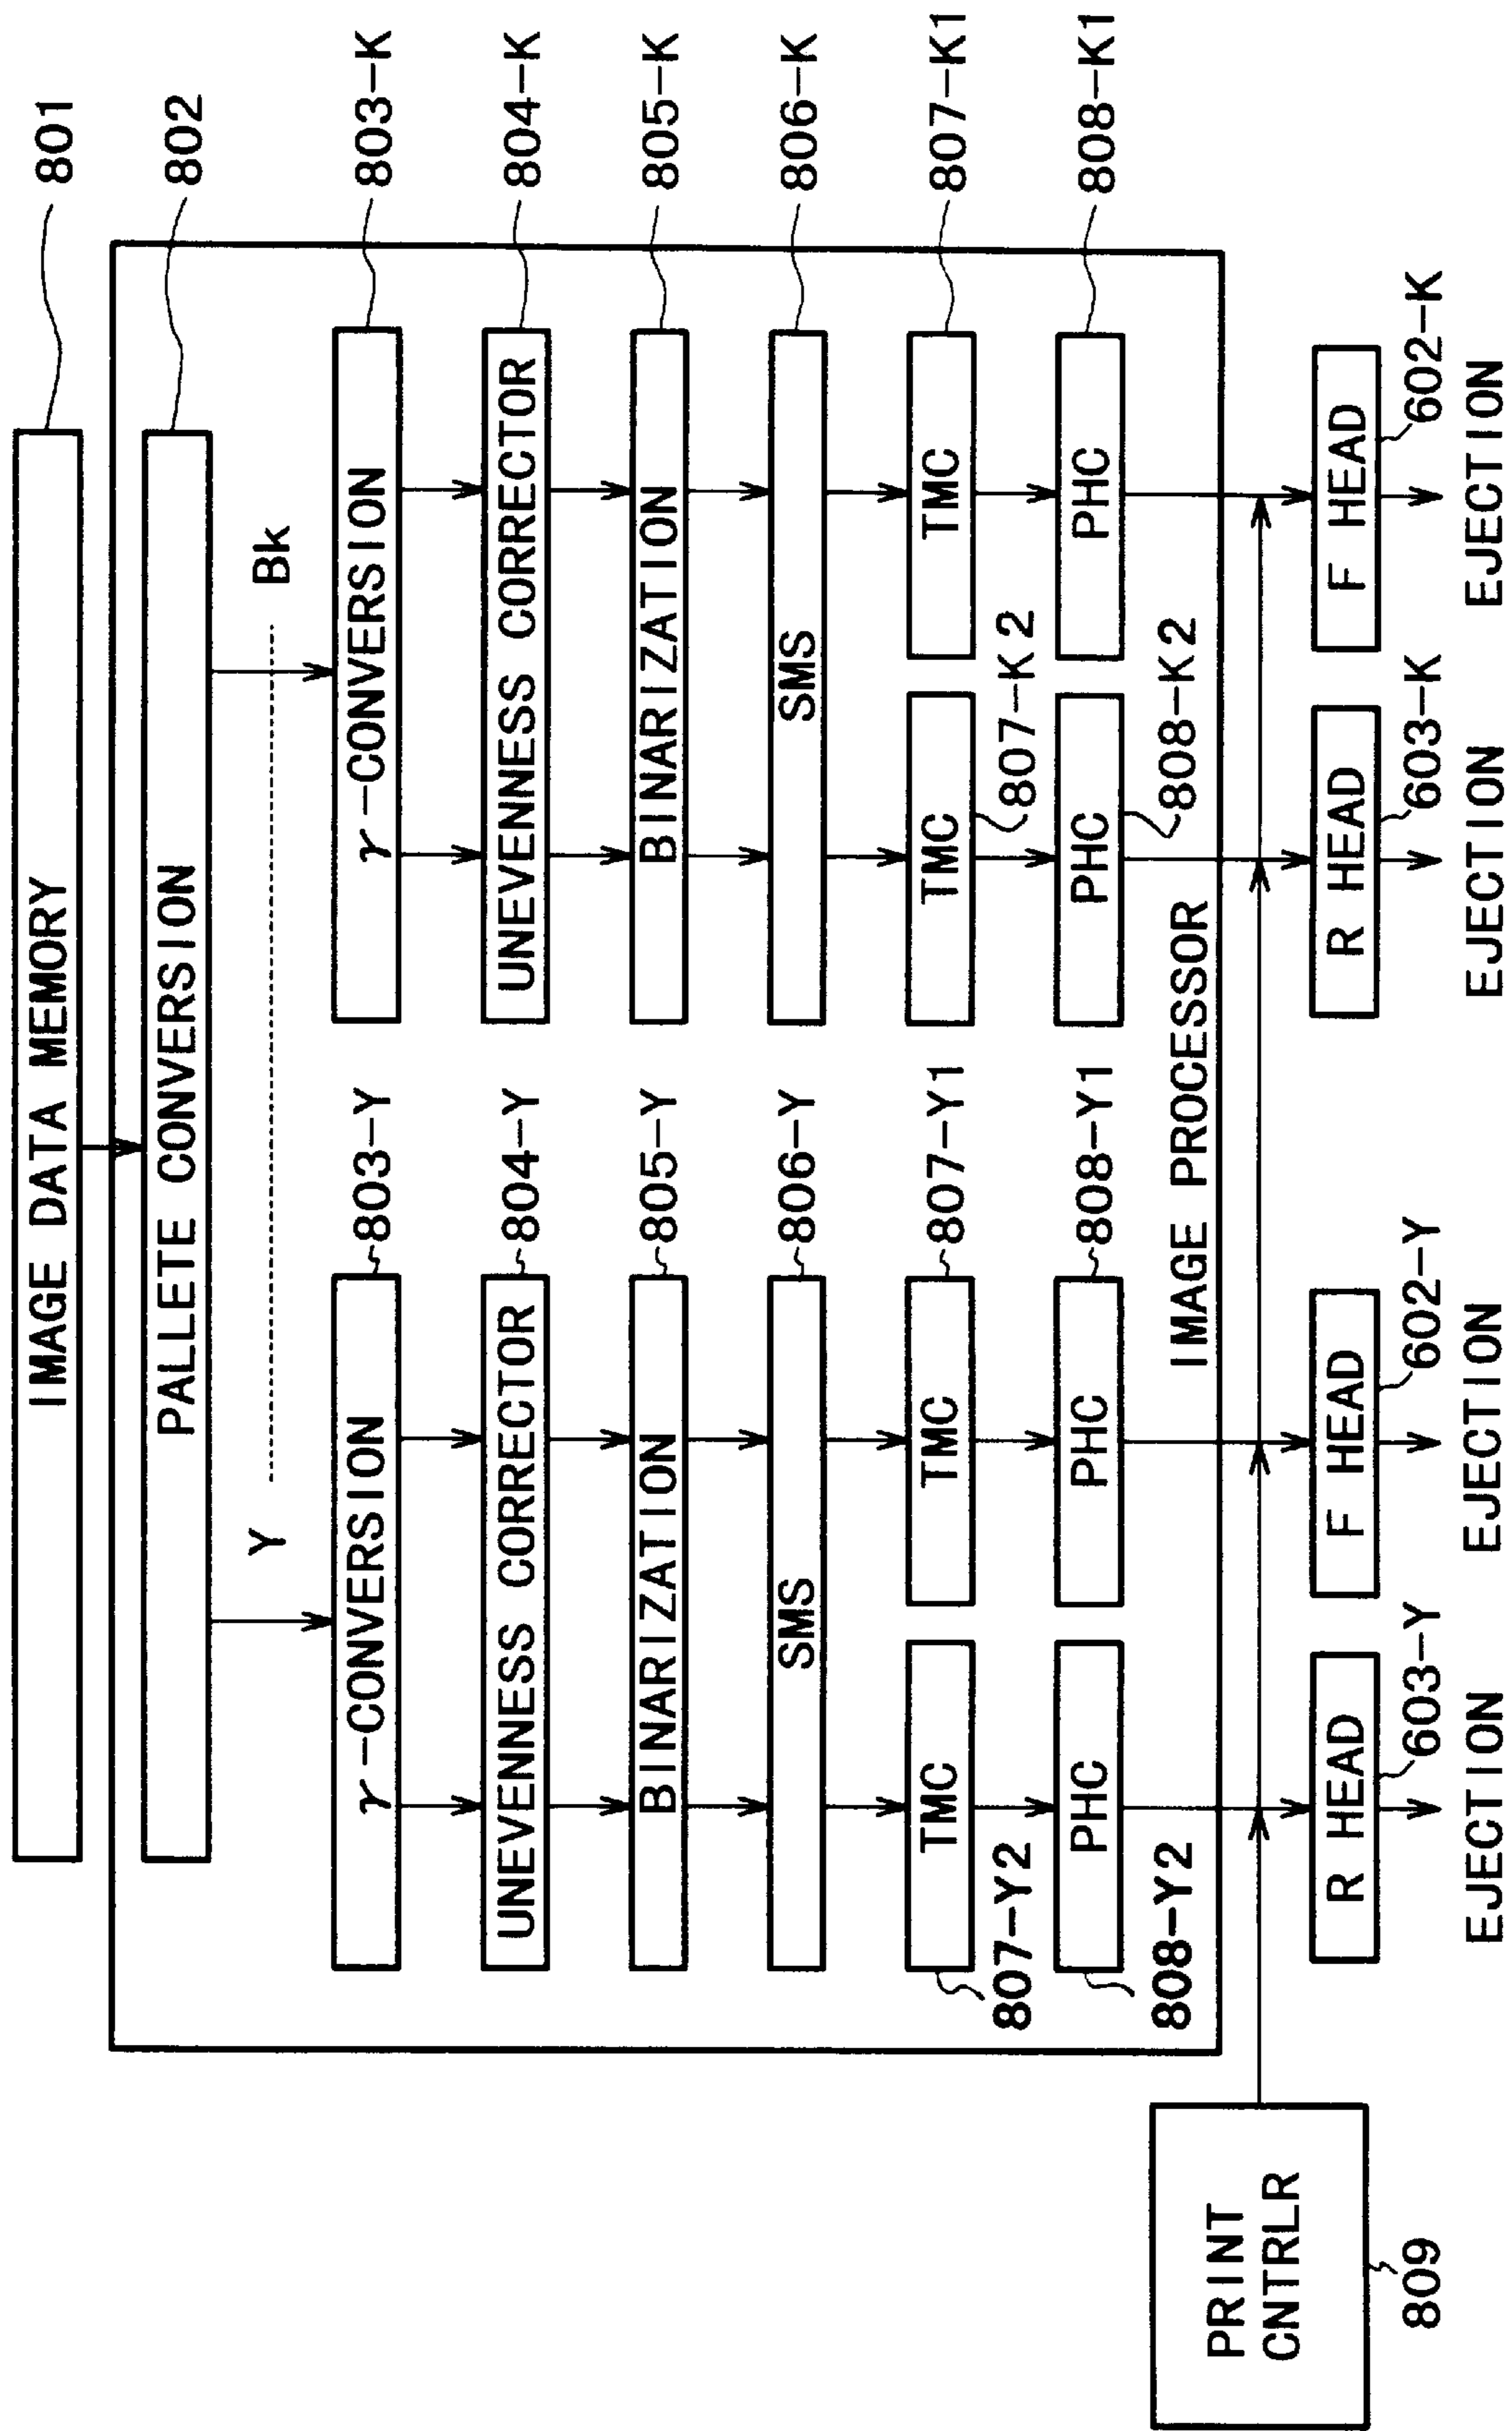 IMAGE DATA MEMORY
801
PALLETE CONVERSION
802
Y
Bk
γ-CONVERSION
803-Y
γ-CONVERSION
803-K
UNEVENNESS CORRECTOR
804-Y
UNEVENNESS CORRECTOR
804-K
BINARIZATION
805-Y
BINARIZATION
805-K
SMS
806-Y
SMS
806-K
TMC
807-Y2
TMC
807-Y1
TMC
807-K2
TMC
807-K1
PHC
808-Y2
PHC
808-Y1
PHC
808-K2
PHC
808-K1
IMAGE PROCESSOR
PRINT
CNTRLR
809
R HEAD
603-Y
F HEAD
602-Y
R HEAD
603-K
F HEAD
602-K
EJECTION
EJECTION
EJECTION
EJECTION